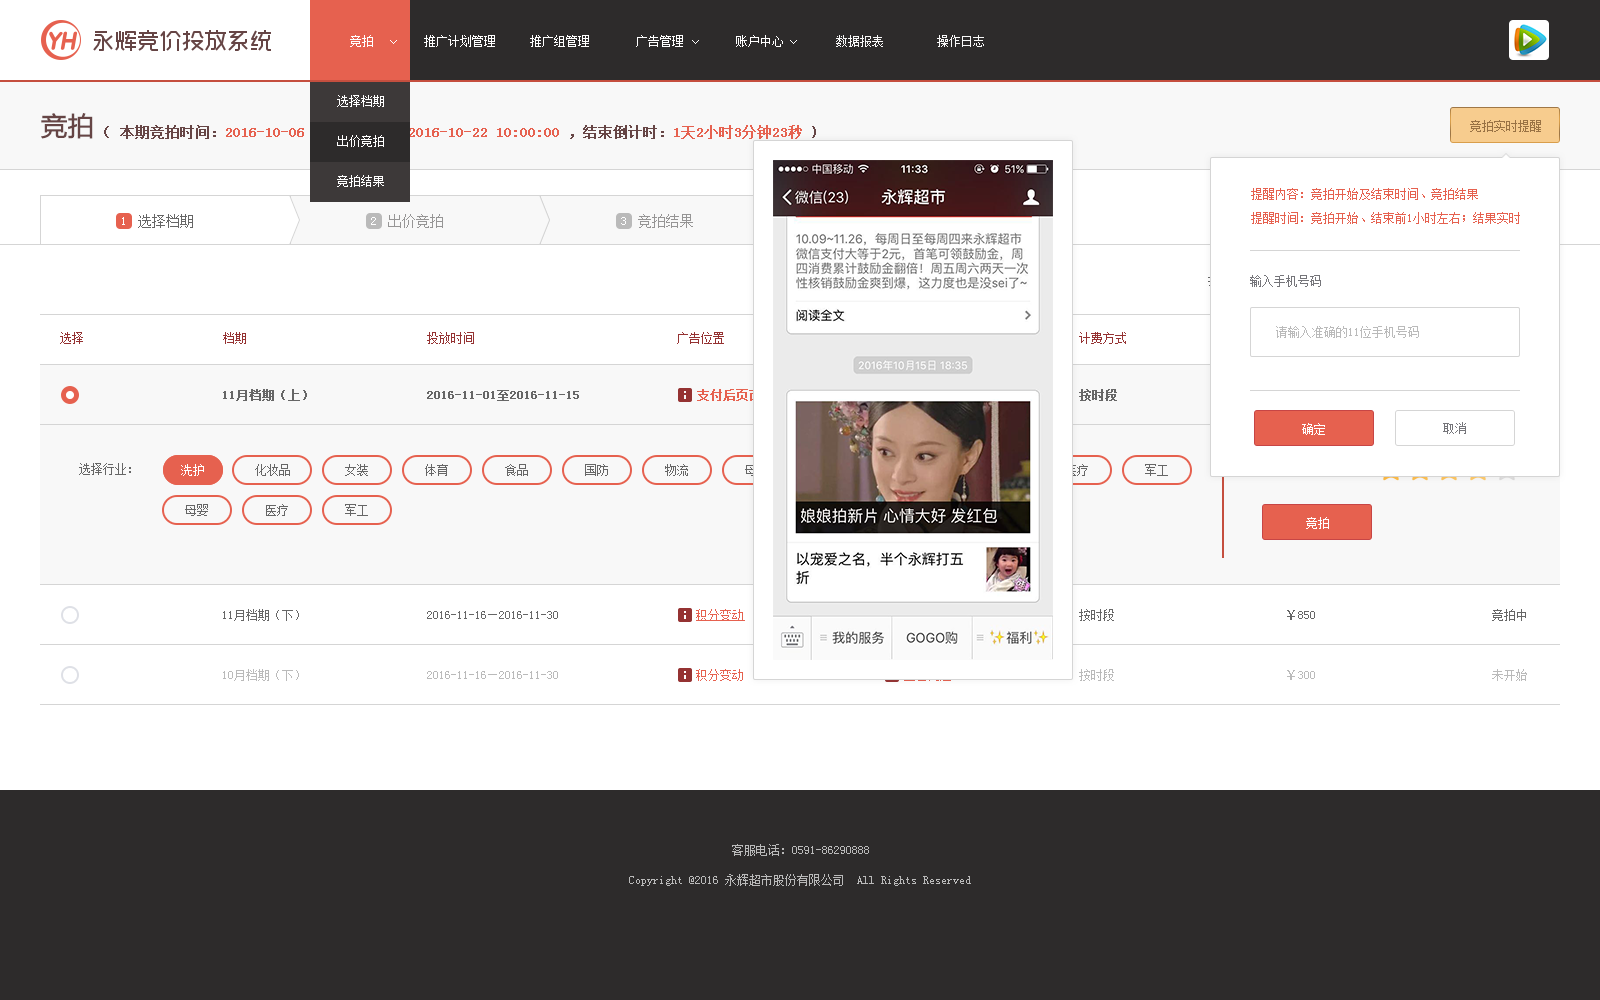 YH 永辉竞价投放系统
竞拍 推广计划管理 推广组管理 广告管理 账户中心 数据报表 操作日志
选择档期
出价竞拍
竞拍结果
竞拍 ( 本期竞拍时间：2016-10-06 2016-10-22 10:00:00 ，结束倒计时：1天2小时3分钟23秒 )
竞拍实时提醒
提醒内容：竞拍开始及结束时间、竞拍结果
提醒时间：竞拍开始、结束前1小时左右；结果实时
输入手机号码
请输入准确的11位手机号码
确定 取消
1 选择档期 2 出价竞拍 3 竞拍结果
选择 档期 投放时间 广告位置 计费方式
11月档期（上） 2016-11-01至2016-11-15 支付后页 按时段
选择行业： 洗护 化妆品 女装 体育 食品 国防 物流 医疗 军工
母婴 医疗 军工
竞拍
11月档期（下） 2016-11-16—2016-11-30 积分变动 按时段 ￥850 竞拍中
10月档期（下） 2016-11-16—2016-11-30 积分变动 按时段 ￥300 未开始
中国移动 11:33 51%
微信(23) 永辉超市
10.09~11.26，每周日至每周四来永辉超市
微信支付大等于2元，首笔可领鼓励金，周
四消费累计鼓励金翻倍！周五周六两天一次
性核销鼓励金爽到爆，这力度也是没sei了~
阅读全文
2016年10月15日 18:35
娘娘拍新片 心情大好 发红包
以宠爱之名，半个永辉打五
折
我的服务 GOGO购 ✨福利✨
客服电话：0591-86290888
Copyright @2016 永辉超市股份有限公司 All Rights Reserved